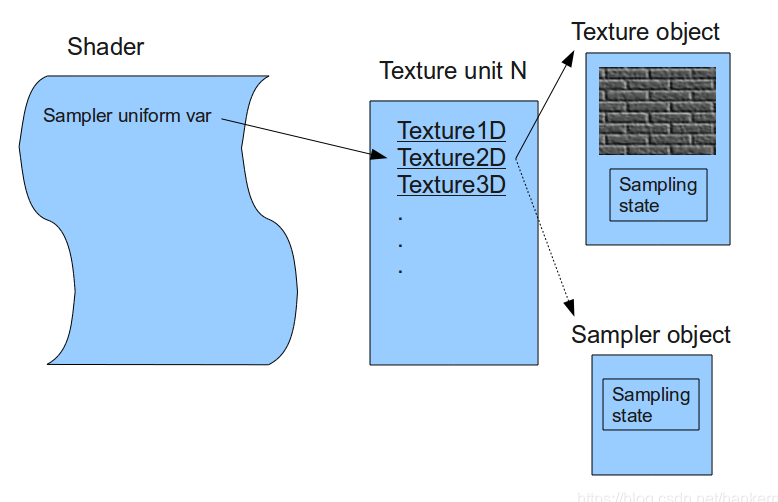 Shader
Sampler uniform var
Texture unit N
Texture1D
Texture2D
Texture3D
.
.
.
Texture object
Sampling
state
Sampler object
Sampling
state